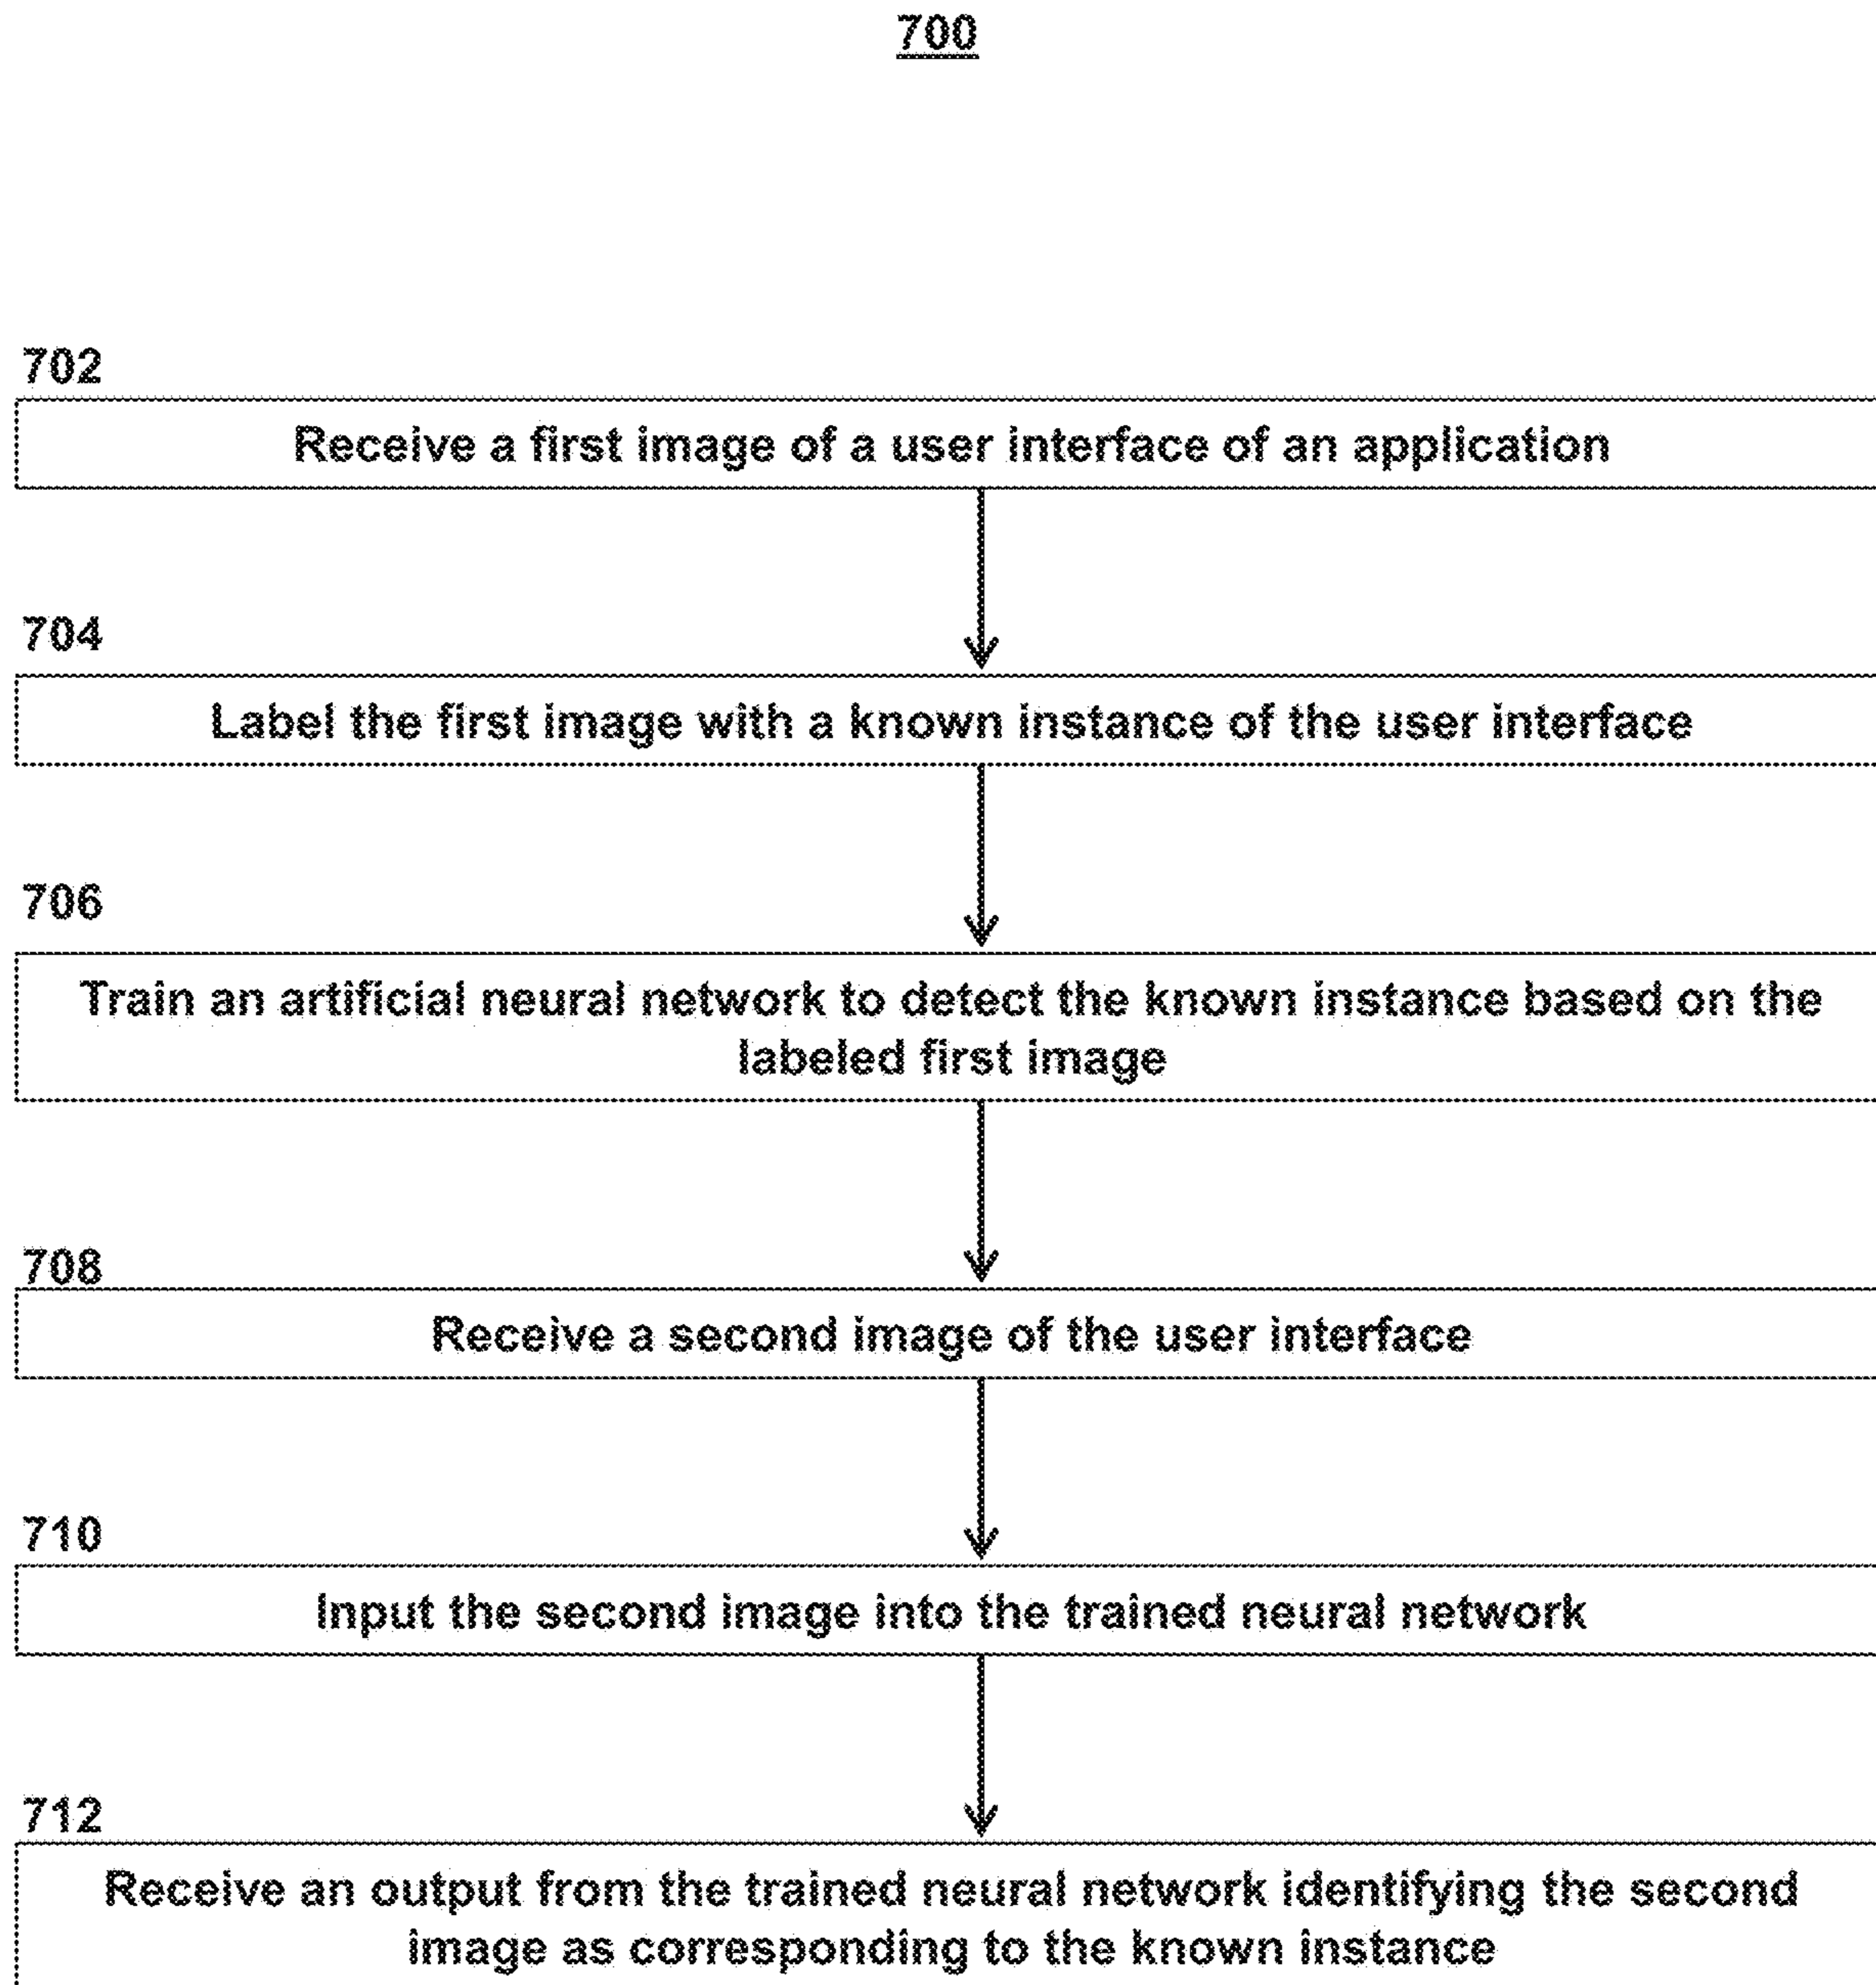 700
702
Receive a first image of a user interface of an application
704
Label the first image with a known instance of the user interface
706
Train an artificial neural network to detect the known instance based on the
labeled first image
708
Receive a second image of the user interface
710
Input the second image into the trained neural network
712
Receive an output from the trained neural network identifying the second
image as corresponding to the known instance